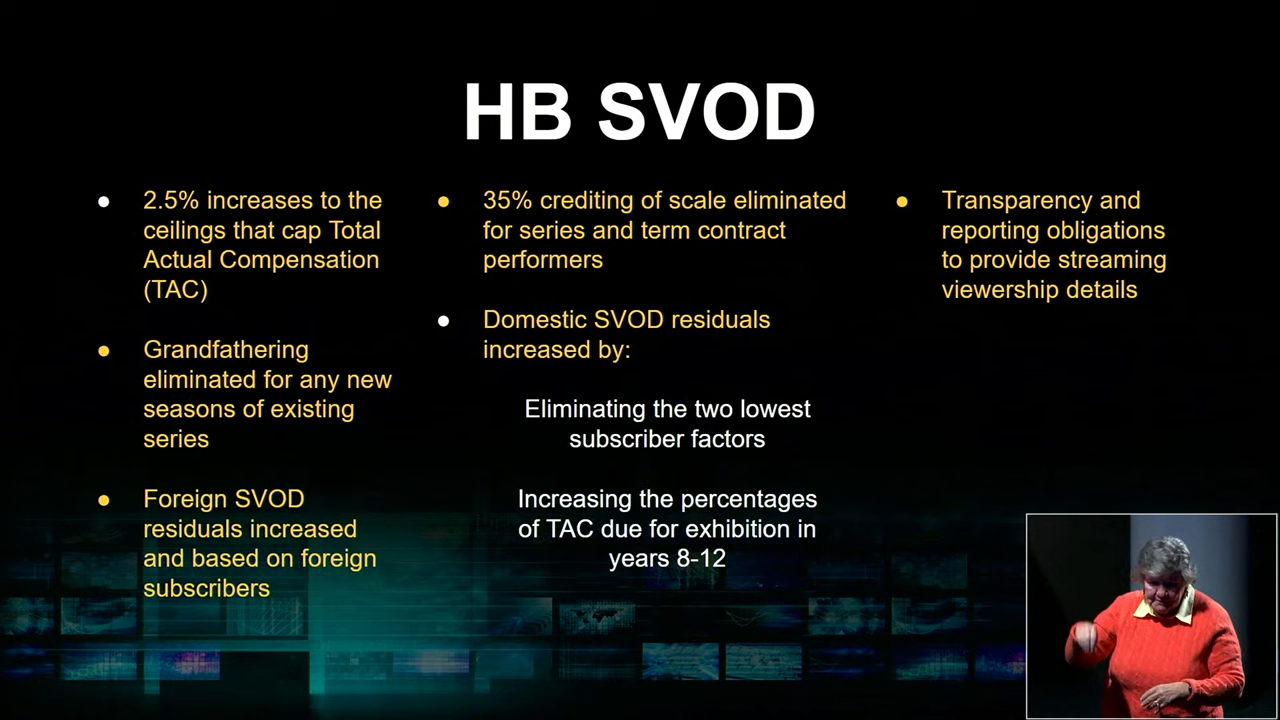 HB SVOD
● 2.5% increases to the
ceilings that cap Total
Actual Compensation
(TAC)
● Grandfathering
eliminated for any new
seasons of existing
series
● Foreign SVOD
residuals increased
and based on foreign
subscribers
● 35% crediting of scale eliminated
for series and term contract
performers
● Domestic SVOD residuals
increased by:
Eliminating the two lowest
subscriber factors
Increasing the percentages
of TAC due for exhibition in
years 8-12
● Transparency and
reporting obligations
to provide streaming
viewership details